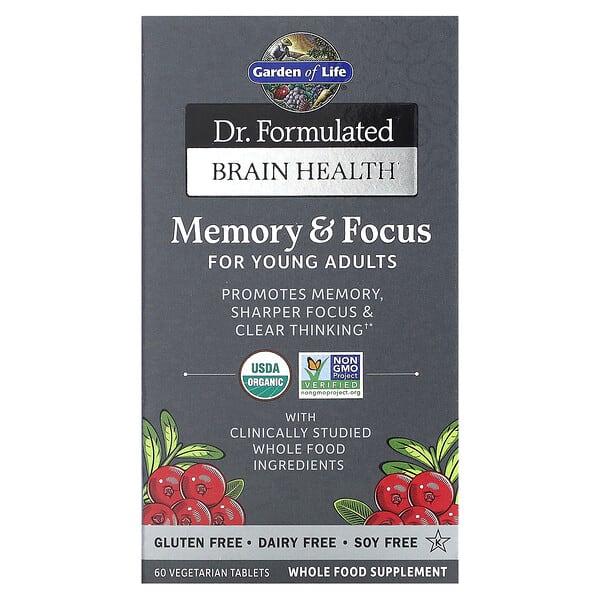 Garden of Life
Dr. Formulated
BRAIN HEALTH
Memory & Focus
FOR YOUNG ADULTS
PROMOTES MEMORY,
SHARPER FOCUS &
CLEAR THINKING†*
USDA
ORGANIC
NON
GMO
Project
VERIFIED
nongmoproject.org
WITH
CLINICALLY STUDIED
WHOLE FOOD
INGREDIENTS
GLUTEN FREE • DAIRY FREE • SOY FREE K
60 VEGETARIAN TABLETS WHOLE FOOD SUPPLEMENT